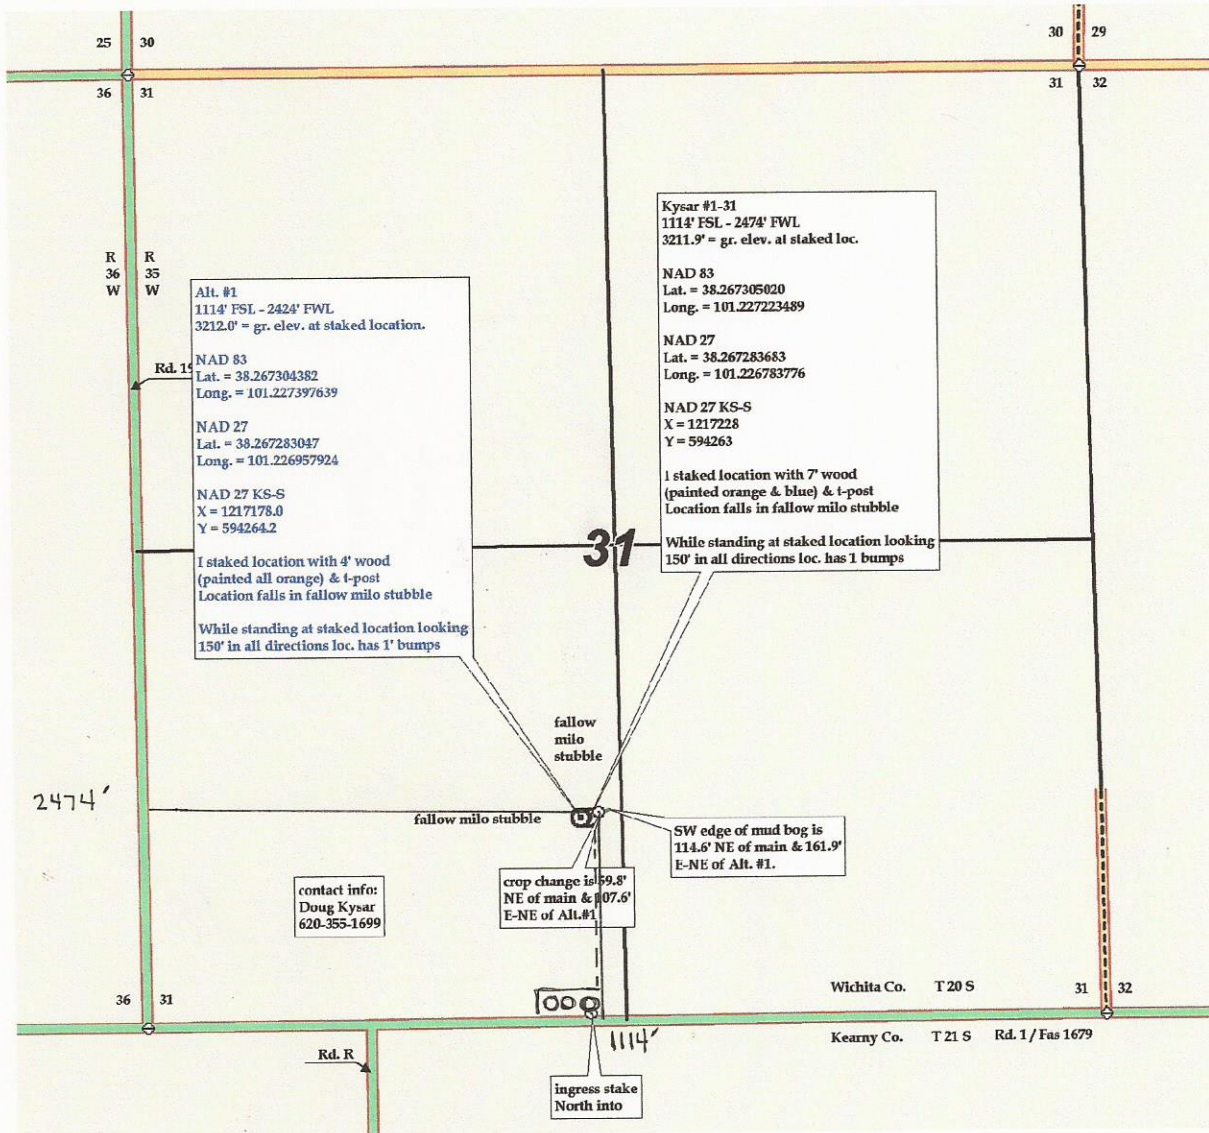 25 30
30 29
36 31
31 32
Kysar #1-31
1114' FSL - 2474' FWL
3211.9' = gr. elev. at staked loc.
NAD 83
Lat. = 38.267305020
Long. = 101.227223489
NAD 27
Lat. = 38.267283683
Long. = 101.226783776
NAD 27 KS-S
X = 1217228
Y = 594263
I staked location with 7' wood
(painted orange & blue) & t-post
Location falls in fallow milo stubble
While standing at staked location looking
150' in all directions loc. has 1 bumps
R R
36 35
W W
Alt. #1
1114' FSL - 2424' FWL
3212.0' = gr. elev. at staked location.
NAD 83
Lat. = 38.267304382
Long. = 101.227397639
NAD 27
Lat. = 38.267283047
Long. = 101.226957924
NAD 27 KS-S
X = 1217178.0
Y = 594264.2
I staked location with 4' wood
(painted all orange) & t-post
Location falls in fallow milo stubble
While standing at staked location looking
150' in all directions loc. has 1' bumps
Rd. 19
31
fallow
milo
stubble
2474'
fallow milo stubble
SW edge of mud bog is
114.6' NE of main & 161.9'
E-NE of Alt. #1.
crop change is 59.8'
NE of main & 107.6'
E-NE of Alt.#1
contact info:
Doug Kysar
620-355-1699
36 31
Wichita Co. T 20 S
31 32
1114'
Kearny Co. T 21 S Rd. 1 / Fas 1679
Rd. R
ingress stake
North into